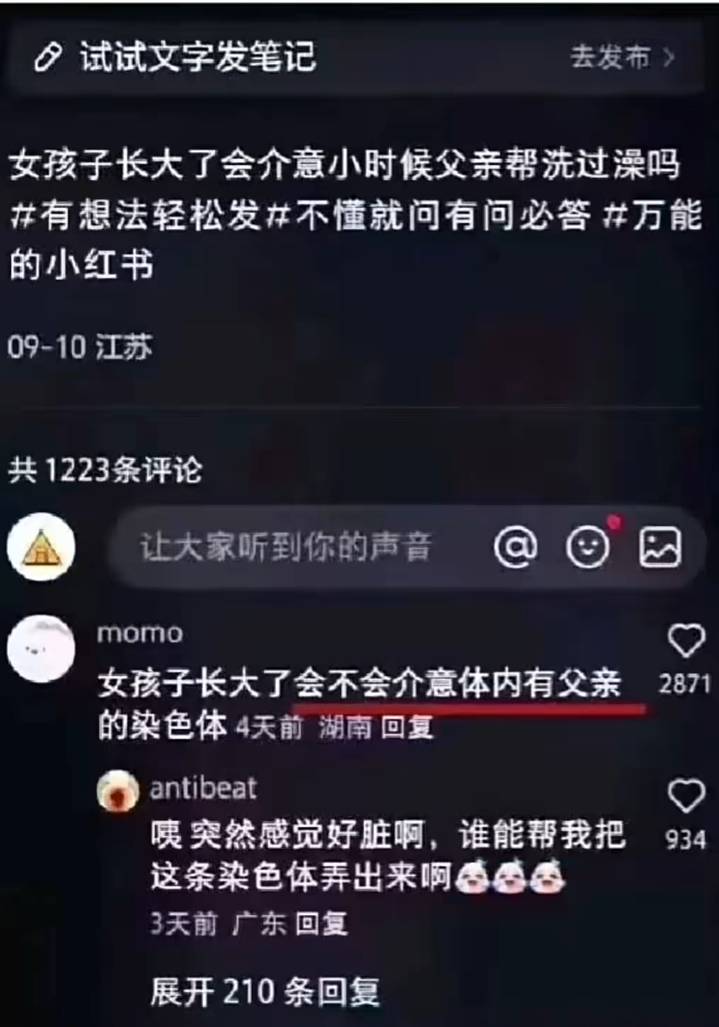 试试文字发笔记 去发布
女孩子长大了会介意小时候父亲帮洗过澡吗
#有想法轻松发#不懂就问有问必答 #万能
的小红书
09-10 江苏
共 1223条评论
让大家听到你的声音
momo
女孩子长大了会不会介意体内有父亲
的染色体 4天前 湖南 回复
2871
antibeat
咦 突然感觉好脏啊，谁能帮我把
这条染色体弄出来啊
934
3天前 广东 回复
展开 210 条回复